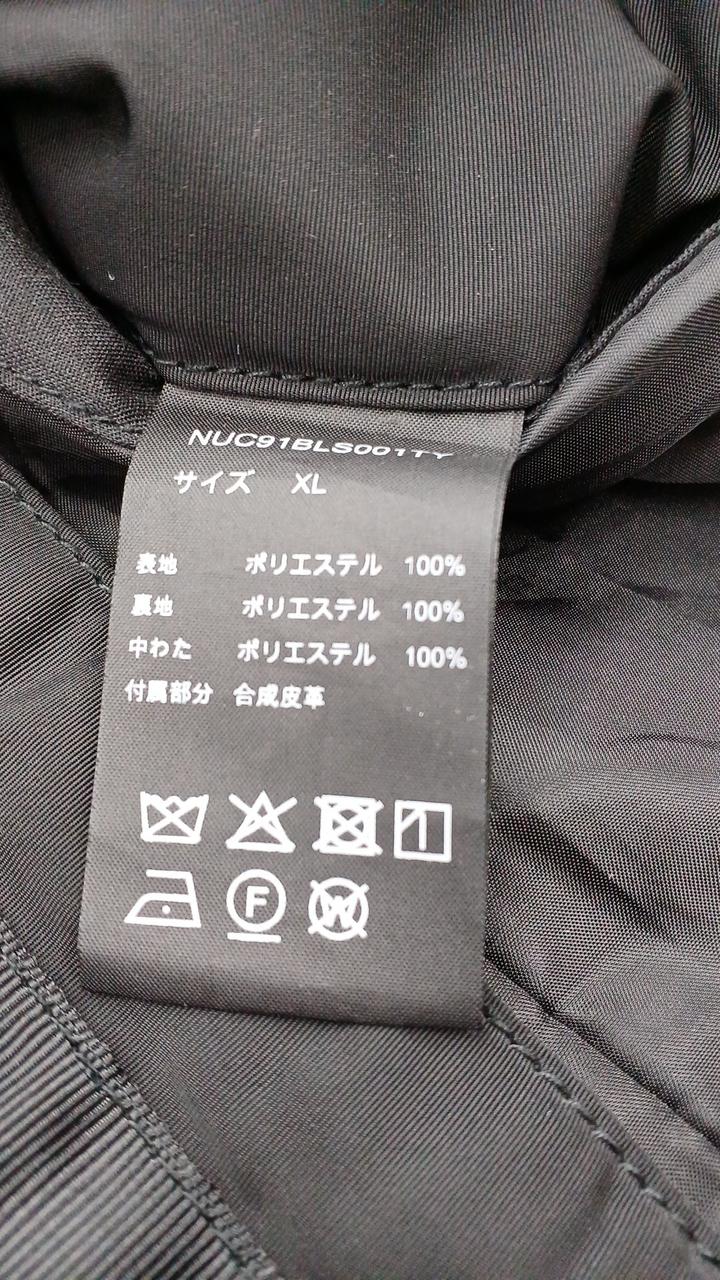 NUC91BLS001TY
サイズ XL
表地 ポリエステル 100%
裏地 ポリエステル 100%
中わた ポリエステル 100%
付属部分 合成皮革
F W